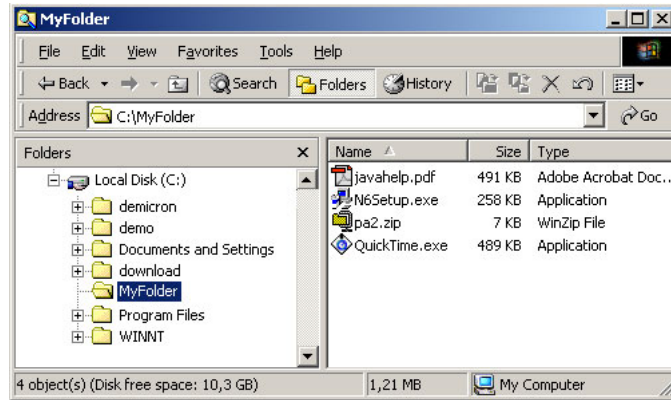 MyFolder
File Edit View Favorites Tools Help
Back Search Folders History
Address C:\MyFolder Go
Folders
Name Size Type
Local Disk (C:)
demicron
demo
Documents and Settings
download
MyFolder
Program Files
WINNT
javahelp.pdf 491 KB Adobe Acrobat Doc..
N6Setup.exe 258 KB Application
pa2.zip 7 KB WinZip File
QuickTime.exe 489 KB Application
4 object(s) (Disk free space: 10,3 GB) 1,21 MB My Computer